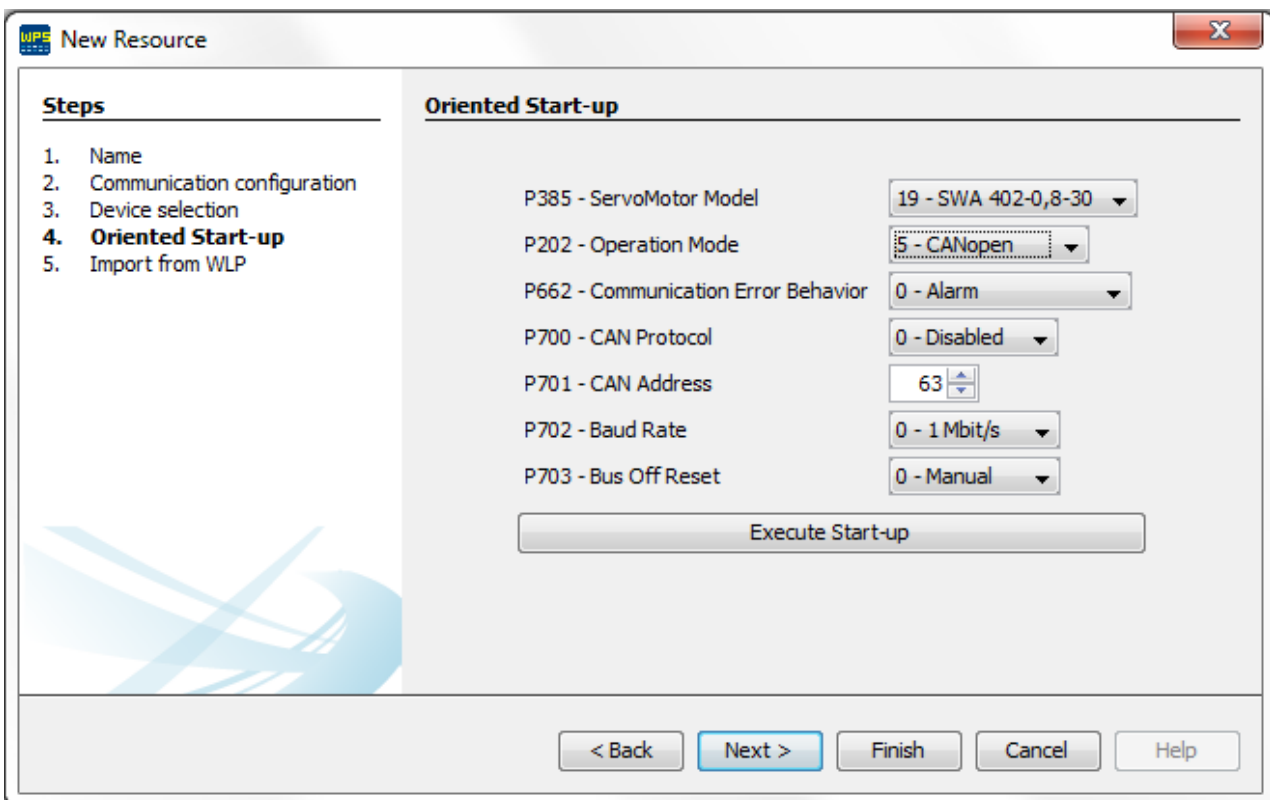 WPS New Resource
Steps
1. Name
2. Communication configuration
3. Device selection
4. Oriented Start-up
5. Import from WLP
Oriented Start-up
P385 - ServoMotor Model 19 - SWA 402-0,8-30
P202 - Operation Mode 5 - CANopen
P662 - Communication Error Behavior 0 - Alarm
P700 - CAN Protocol 0 - Disabled
P701 - CAN Address 63
P702 - Baud Rate 0 - 1 Mbit/s
P703 - Bus Off Reset 0 - Manual
Execute Start-up
< Back Next > Finish Cancel Help